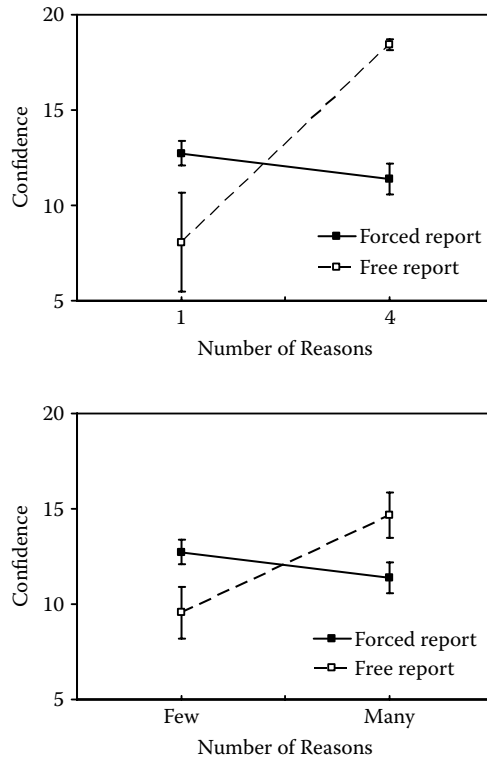 20
15
10
5
Confidence
Forced report
Free report
1 4
Number of Reasons
20
15
10
5
Confidence
Forced report
Free report
Few Many
Number of Reasons